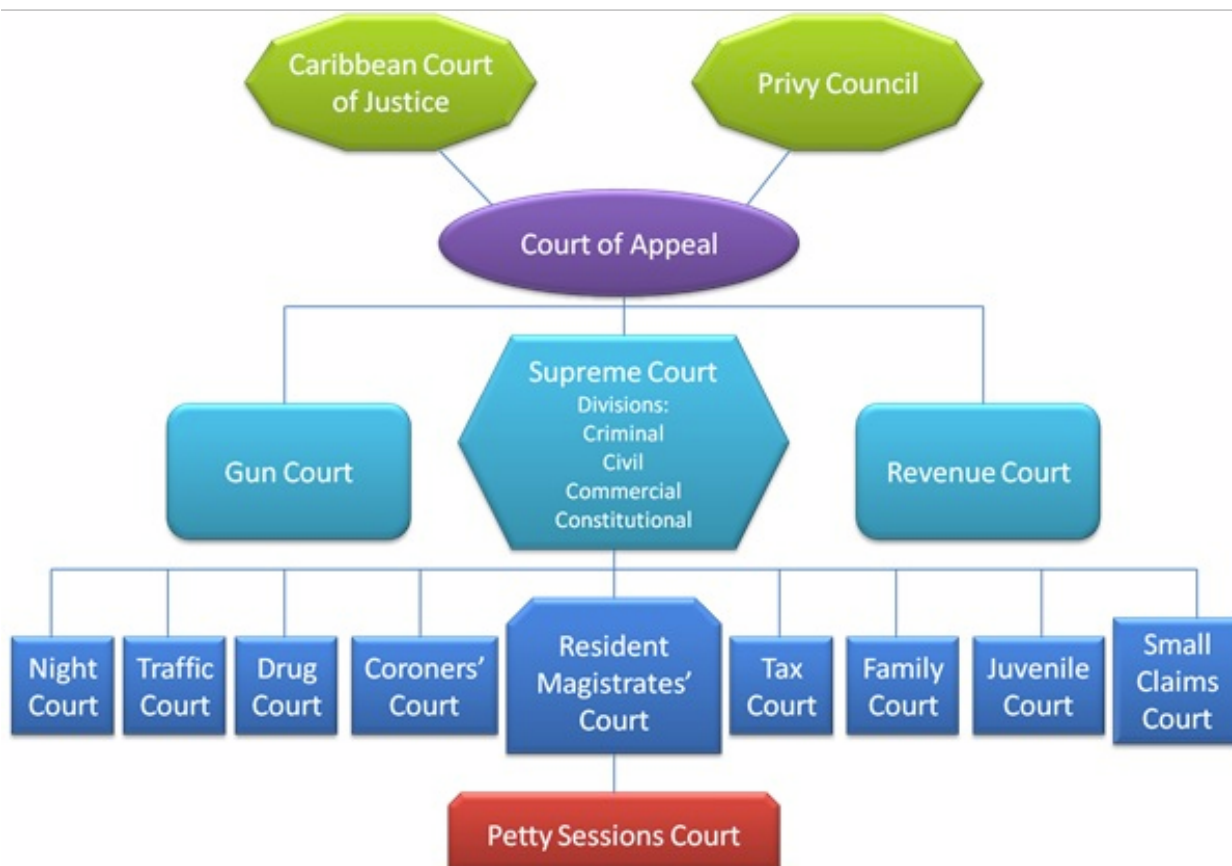 Caribbean Court
of Justice
Privy Council
Court of Appeal
Gun Court
Supreme Court
Divisions:
Criminal
Civil
Commercial
Constitutional
Revenue Court
Night
Court
Traffic
Court
Drug
Court
Coroners’
Court
Resident
Magistrates’
Court
Tax
Court
Family
Court
Juvenile
Court
Small
Claims
Court
Petty Sessions Court